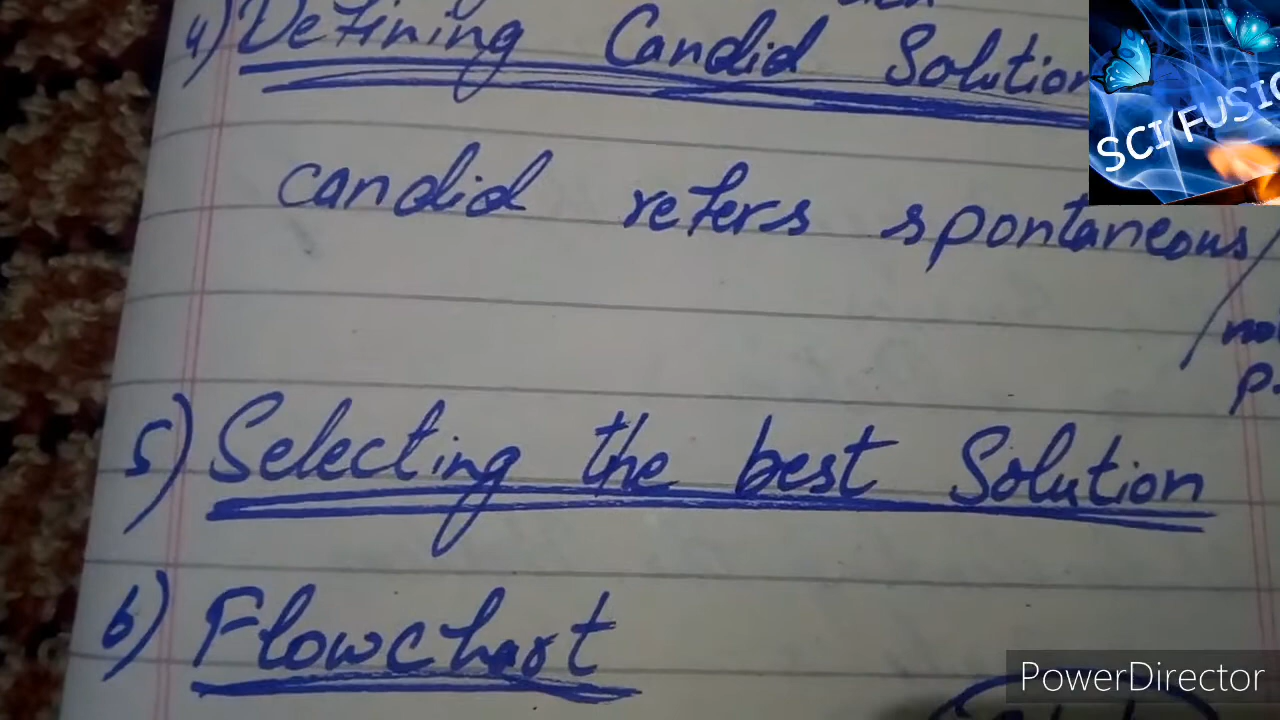 4) Defining Candid Solution
candid refers spontaneous/
5) Selecting the best Solution
6) Flowchart
SCI FUSIO
PowerDirector